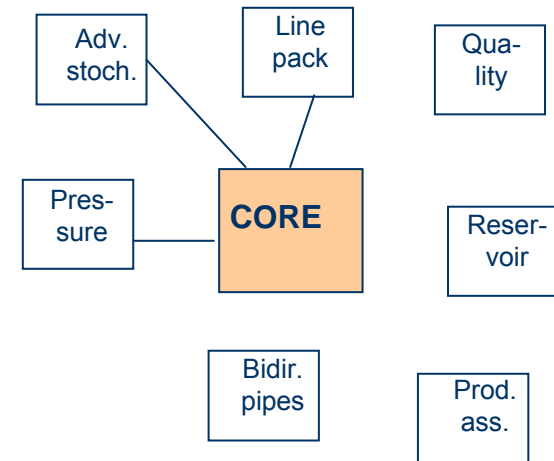 Adv.
stoch.
Line
pack
Qua-
lity
Pres-
sure
CORE
Reser-
voir
Bidir.
pipes
Prod.
ass.